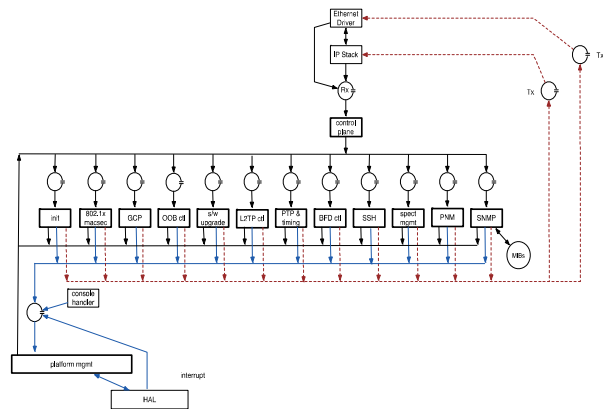 Ethernet
Driver
Tx
IP Stack
Rx
Tx
control
plane
init
802.1x
macsec
GCP
OOB ctl
s/w
upgrade
L2TP ctl
PTP &
timing
BFD ctl
SSH
spect
mgmt
PNM
SNMP
MIBs
console
handler
platform mgmt
interrupt
HAL